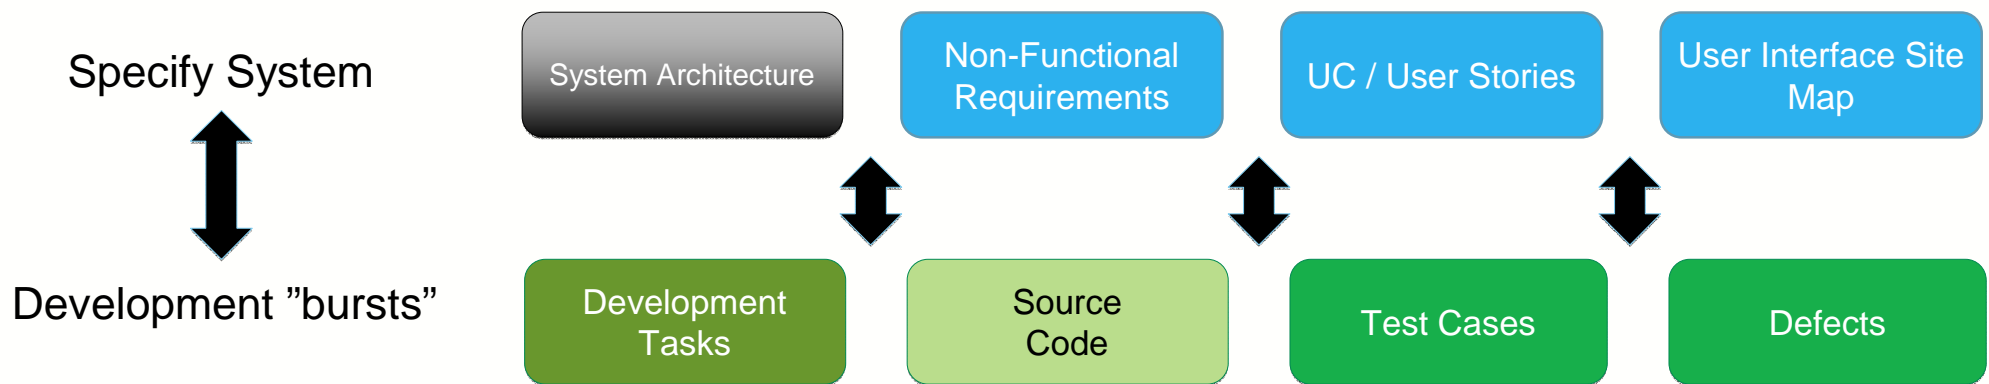 Specify System
System Architecture
Non-Functional
Requirements
UC / User Stories
User Interface Site
Map
Development ”bursts”
Development
Tasks
Source
Code
Test Cases
Defects